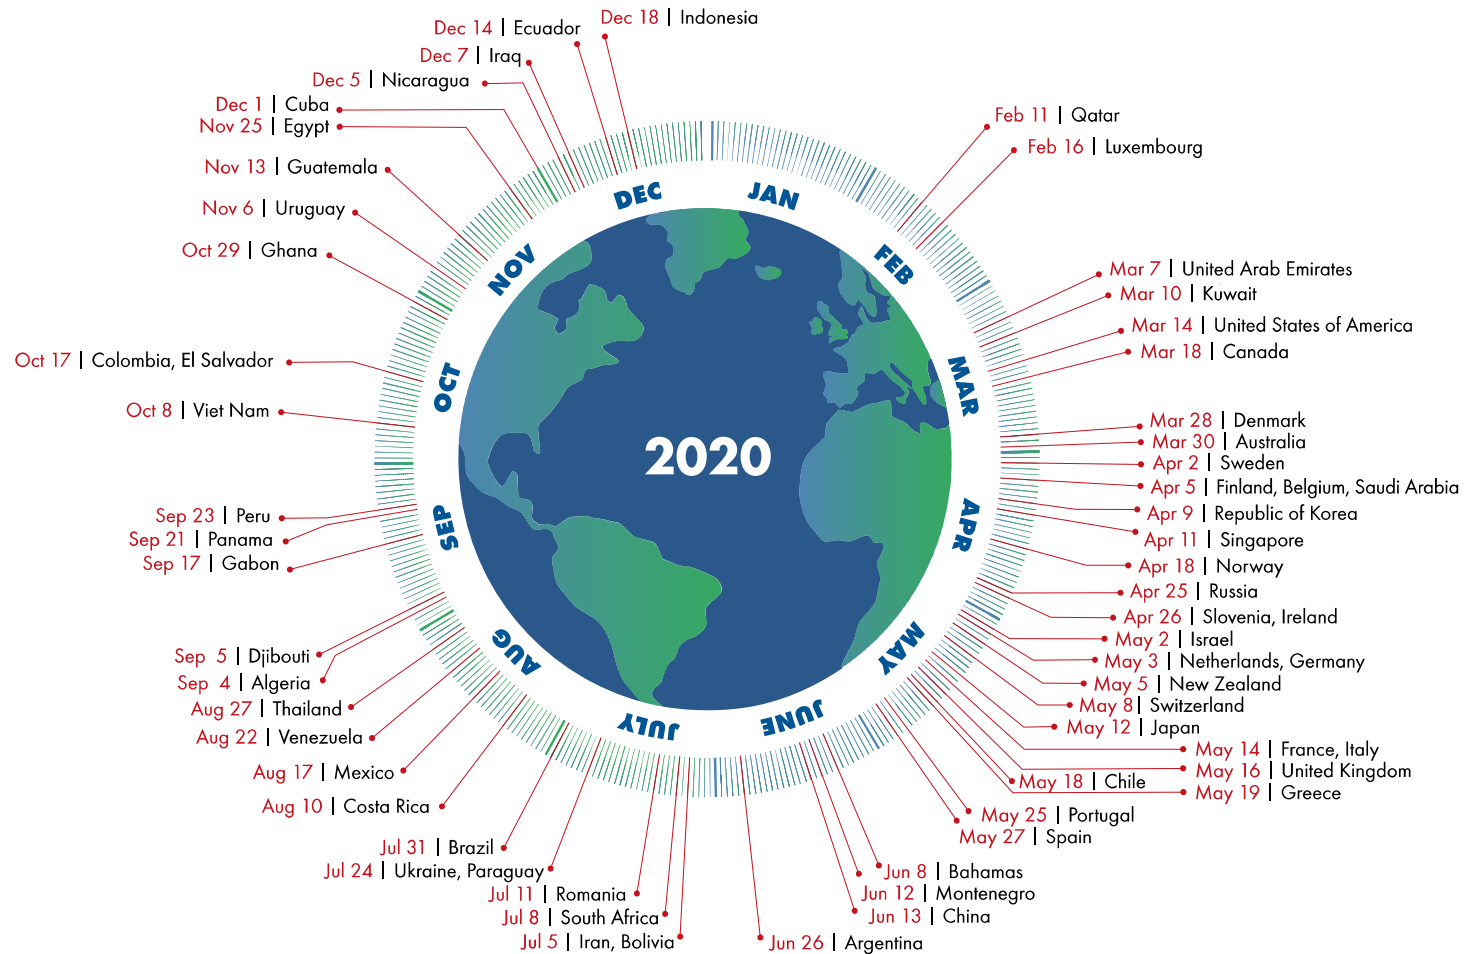 Dec 18 | Indonesia
Dec 14 | Ecuador
Dec 7 | Iraq
Dec 5 | Nicaragua
Dec 1 | Cuba
Nov 25 | Egypt
Nov 13 | Guatemala
Nov 6 | Uruguay
Oct 29 | Ghana
Oct 17 | Colombia, El Salvador
Oct 8 | Viet Nam
Sep 23 | Peru
Sep 21 | Panama
Sep 17 | Gabon
Sep 5 | Djibouti
Sep 4 | Algeria
Aug 27 | Thailand
Aug 22 | Venezuela
Aug 17 | Mexico
Aug 10 | Costa Rica
Jul 31 | Brazil
Jul 24 | Ukraine, Paraguay
Jul 11 | Romania
Jul 8 | South Africa
Jul 5 | Iran, Bolivia
JAN
FEB
MAR
APR
MAY
JUNE
JULY
AUG
SEP
OCT
NOV
DEC
2020
Feb 11 | Qatar
Feb 16 | Luxembourg
Mar 7 | United Arab Emirates
Mar 10 | Kuwait
Mar 14 | United States of America
Mar 18 | Canada
Mar 28 | Denmark
Mar 30 | Australia
Apr 2 | Sweden
Apr 5 | Finland, Belgium, Saudi Arabia
Apr 9 | Republic of Korea
Apr 11 | Singapore
Apr 18 | Norway
Apr 25 | Russia
Apr 26 | Slovenia, Ireland
May 2 | Israel
May 3 | Netherlands, Germany
May 5 | New Zealand
May 8 | Switzerland
May 12 | Japan
May 14 | France, Italy
May 16 | United Kingdom
May 18 | Chile
May 19 | Greece
May 25 | Portugal
May 27 | Spain
Jun 8 | Bahamas
Jun 12 | Montenegro
Jun 13 | China
Jun 26 | Argentina